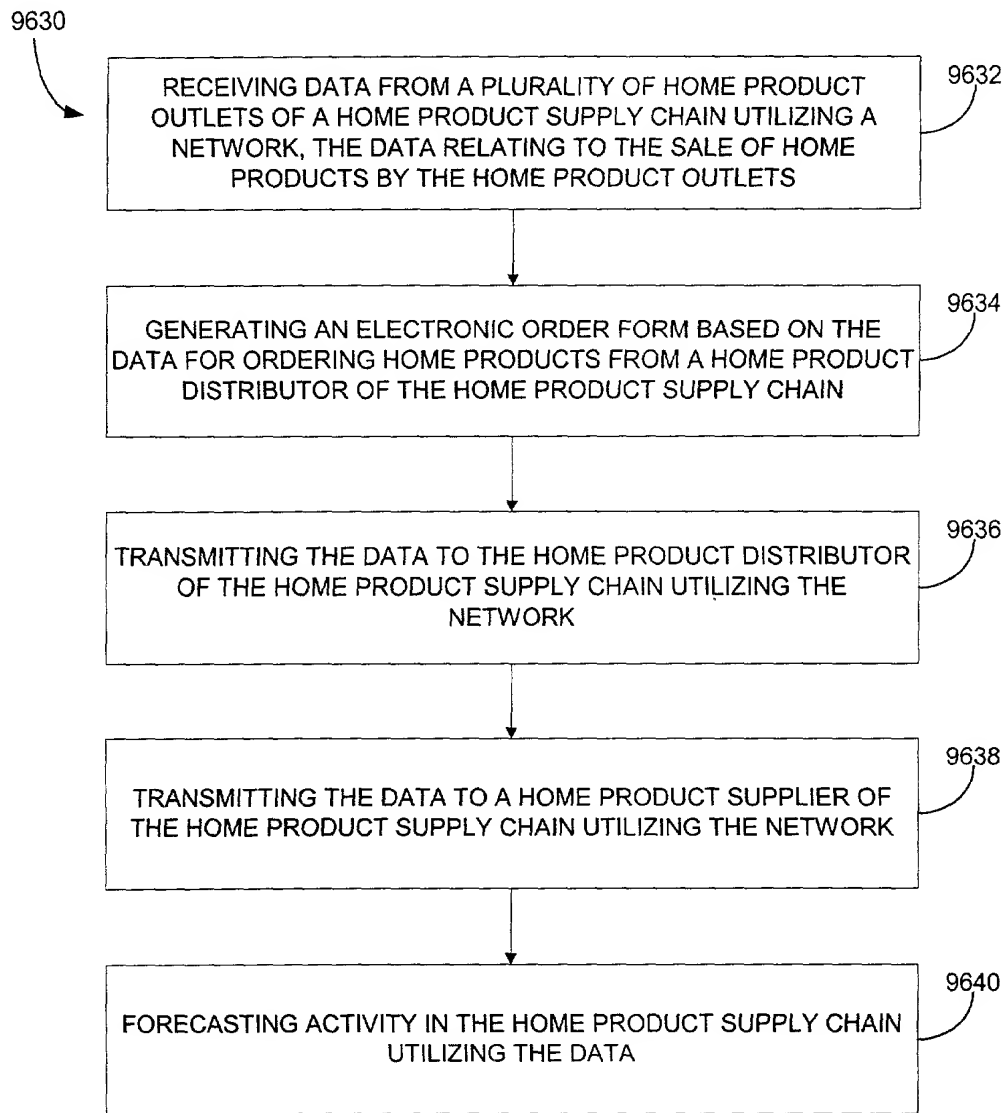 9630
RECEIVING DATA FROM A PLURALITY OF HOME PRODUCT
OUTLETS OF A HOME PRODUCT SUPPLY CHAIN UTILIZING A
NETWORK, THE DATA RELATING TO THE SALE OF HOME
PRODUCTS BY THE HOME PRODUCT OUTLETS
9632
GENERATING AN ELECTRONIC ORDER FORM BASED ON THE
DATA FOR ORDERING HOME PRODUCTS FROM A HOME PRODUCT
DISTRIBUTOR OF THE HOME PRODUCT SUPPLY CHAIN
9634
TRANSMITTING THE DATA TO THE HOME PRODUCT DISTRIBUTOR
OF THE HOME PRODUCT SUPPLY CHAIN UTILIZING THE
NETWORK
9636
TRANSMITTING THE DATA TO A HOME PRODUCT SUPPLIER OF
THE HOME PRODUCT SUPPLY CHAIN UTILIZING THE NETWORK
9638
FORECASTING ACTIVITY IN THE HOME PRODUCT SUPPLY CHAIN
UTILIZING THE DATA
9640